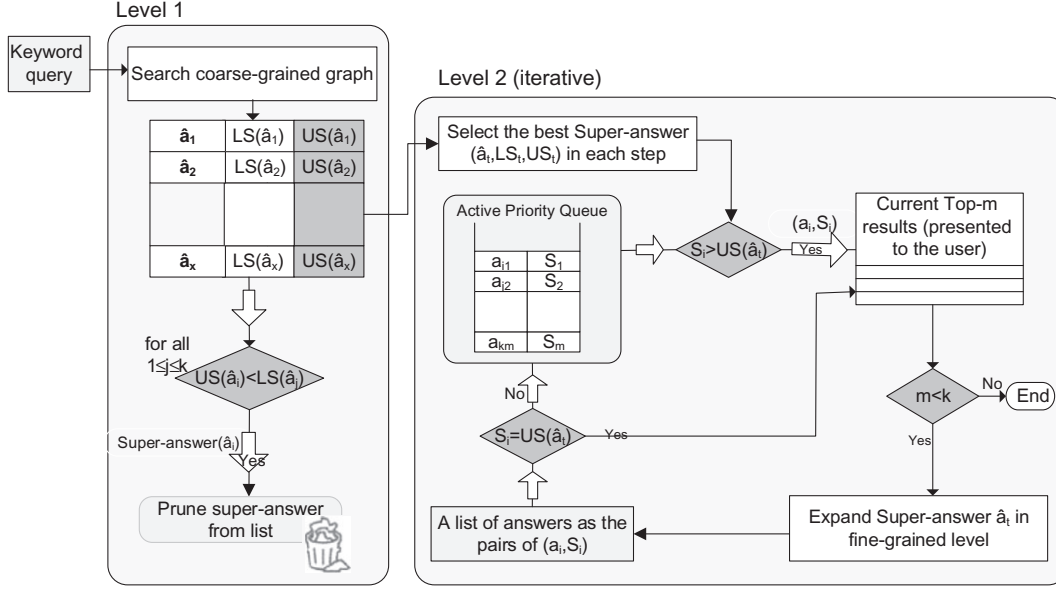 Level 1
Keyword
query
Search coarse-grained graph
â1 LS(â1) US(â1)
â2 LS(â2) US(â2)
âx LS(âx) US(âx)
for all
1≤j≤k
US(âi)<LS(âj)
Super-answer(âi)
Yes
Prune super-answer
from list
Level 2 (iterative)
Select the best Super-answer
(ât,LSt,USt) in each step
Active Priority Queue
ai1 S1
aj2 S2
akm Sm
Si>US(ât)
(ai,Si)
Yes
Current Top-m
results (presented
to the user)
m<k
No
End
Yes
No
Si=US(ât)
Yes
A list of answers as the
pairs of (ai,Si)
Expand Super-answer ât in
fine-grained level